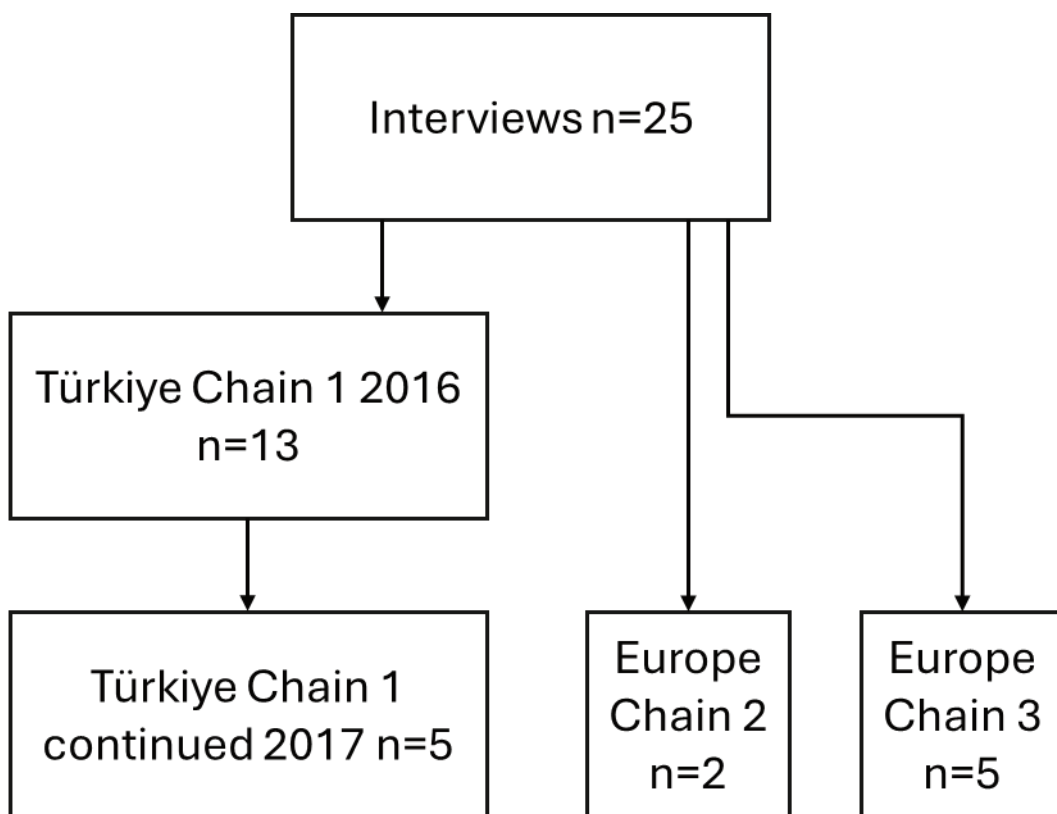 Interviews n=25
Türkiye Chain 1 2016
n=13
Türkiye Chain 1
continued 2017 n=5
Europe
Chain 2
n=2
Europe
Chain 3
n=5